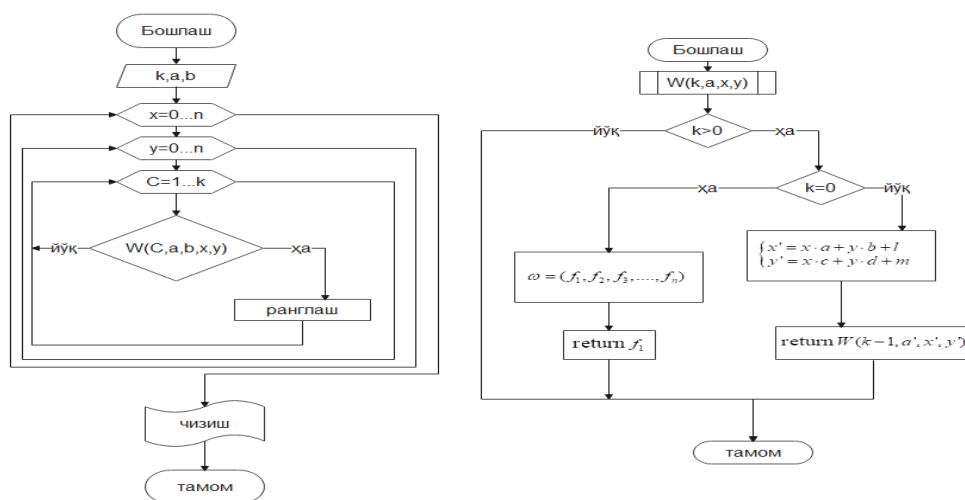 Бошлаш
k,a,b
x=0...n
y=0...n
C=1...k
W(C,a,b,x,y)
йўқ
ҳа
ранглаш
чизиш
тамом
Бошлаш
W(k,a,x,y)
k>0
йўқ
ҳа
k=0
ҳа
йўқ
ω = (f₁, f₂, f₃,...., fₙ)
{x' = x · a + y · b + l
{y' = x · c + y · d + m
return f₁
return W(k−1, a', x', y')
тамом